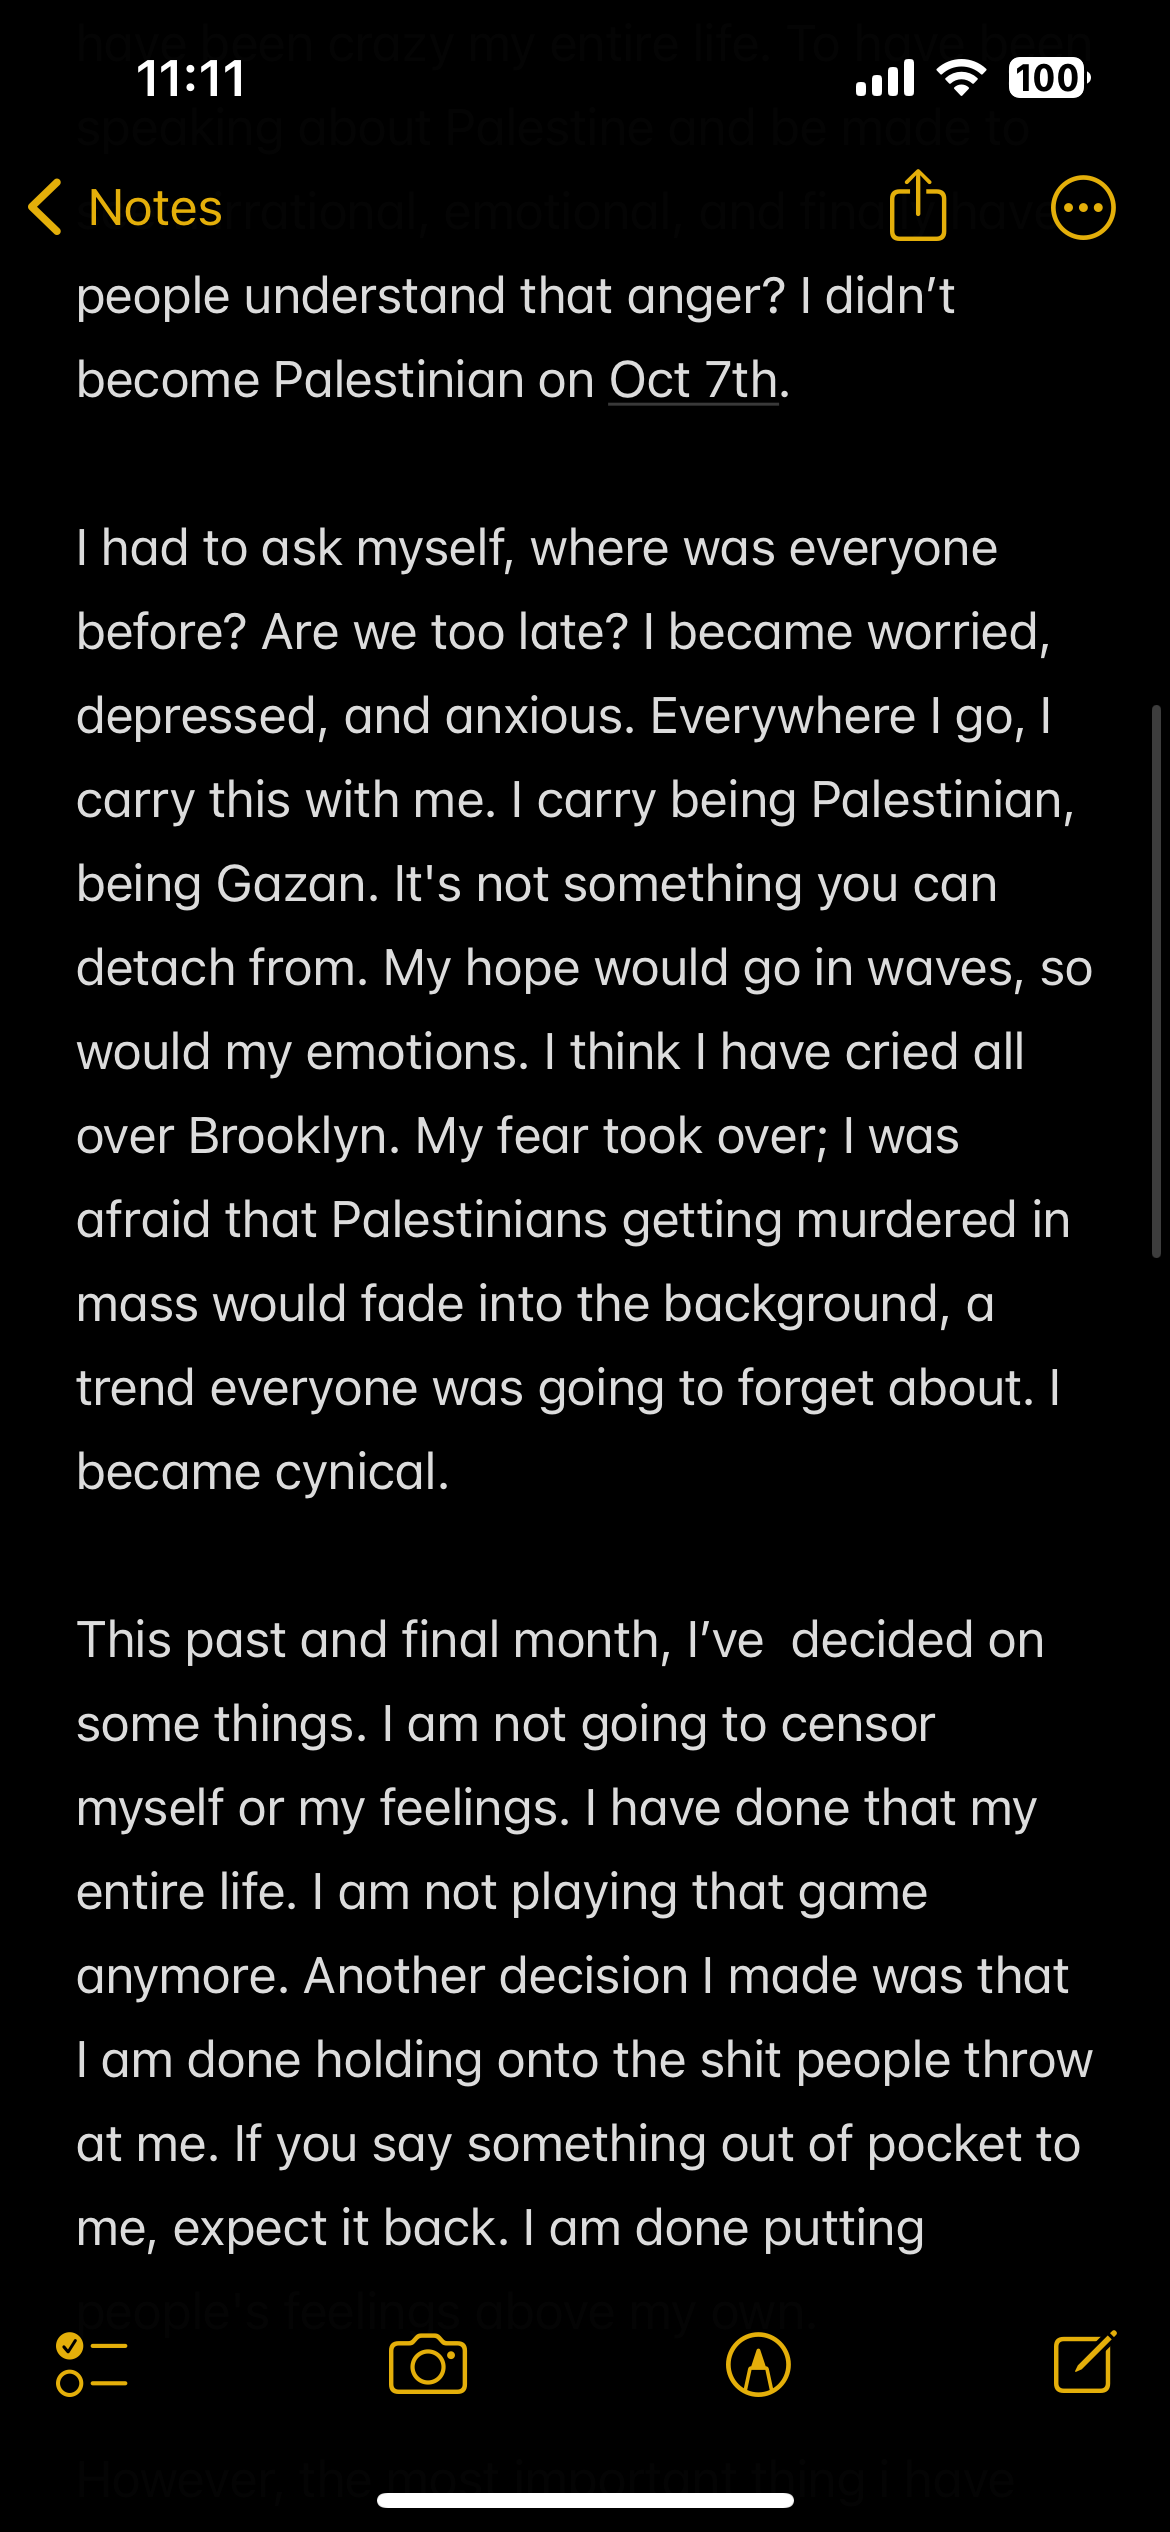 have been crazy my entire life. To have been
11:11
100
speaking about Palestine and be made to
Notes
irrational, emotional, and final have
people understand that anger? I didn’t
become Palestinian on Oct 7th.
I had to ask myself, where was everyone
before? Are we too late? I became worried,
depressed, and anxious. Everywhere I go, I
carry this with me. I carry being Palestinian,
being Gazan. It's not something you can
detach from. My hope would go in waves, so
would my emotions. I think I have cried all
over Brooklyn. My fear took over; I was
afraid that Palestinians getting murdered in
mass would fade into the background, a
trend everyone was going to forget about. I
became cynical.
This past and final month, I’ve  decided on
some things. I am not going to censor
myself or my feelings. I have done that my
entire life. I am not playing that game
anymore. Another decision I made was that
I am done holding onto the shit people throw
at me. If you say something out of pocket to
me, expect it back. I am done putting
people's feelings above my own.
However, the most important thing i have